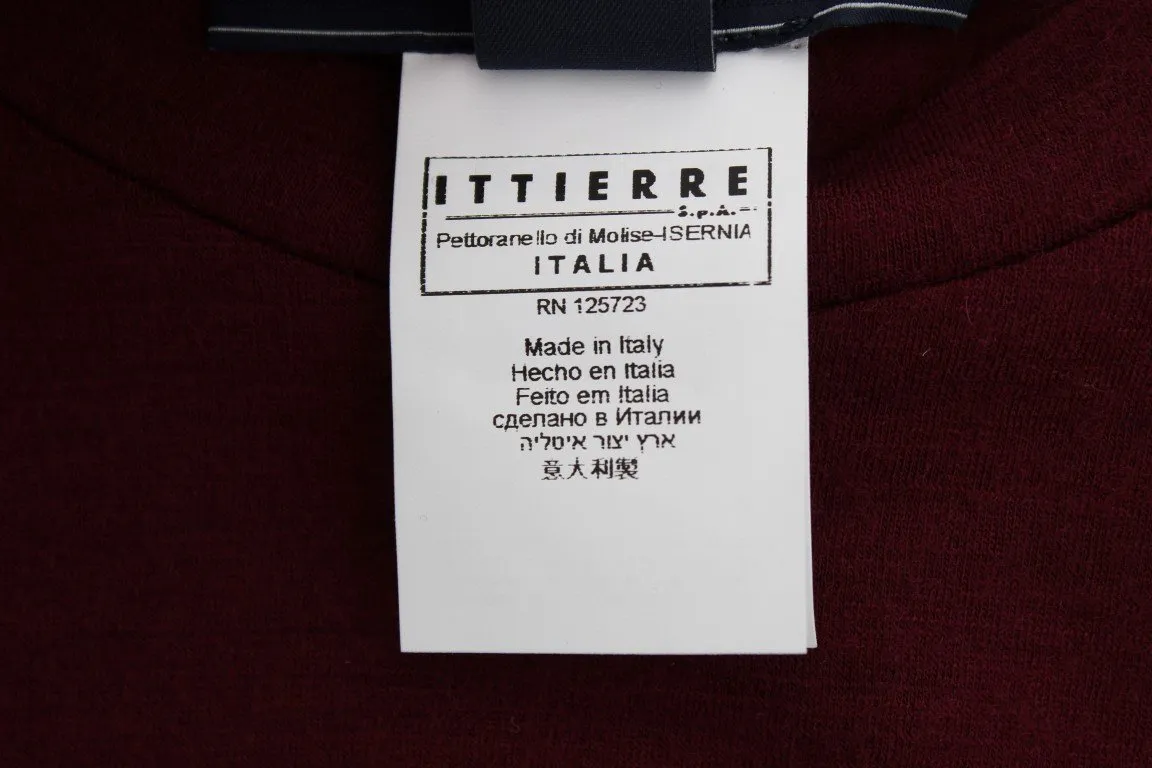 ITTIERRE
S.p.A.
Pettoranello di Molise-ISERNIA
ITALIA
RN 125723
Made in Italy
Hecho en Italia
Feito em Italia
сделано в Италии
ארץ יצור איטליה
意大利製